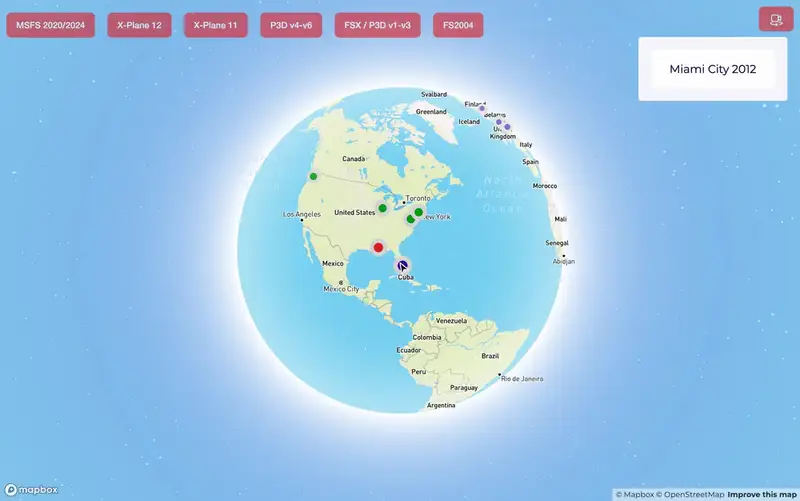 MSFS 2020/2024
X-Plane 12
X-Plane 11
P3D v4-v6
FSX / P3D v1-v3
FS2004
Miami City 2012
Svalbard
Greenland
Finland
Iceland
Belarus
United
Kingdom
Italy
Spain
Morocco
Canada
Toronto
North
Atlantic
Ocean
United States
New York
Los Angeles
Mali
Senegal
Abidjan
Mexico
Mexico City
Cuba
Venezuela
Colombia
Ecuador
Brazil
Peru
Rio de Janeiro
Paraguay
Argentina
mapbox
© Mapbox © OpenStreetMap Improve this map